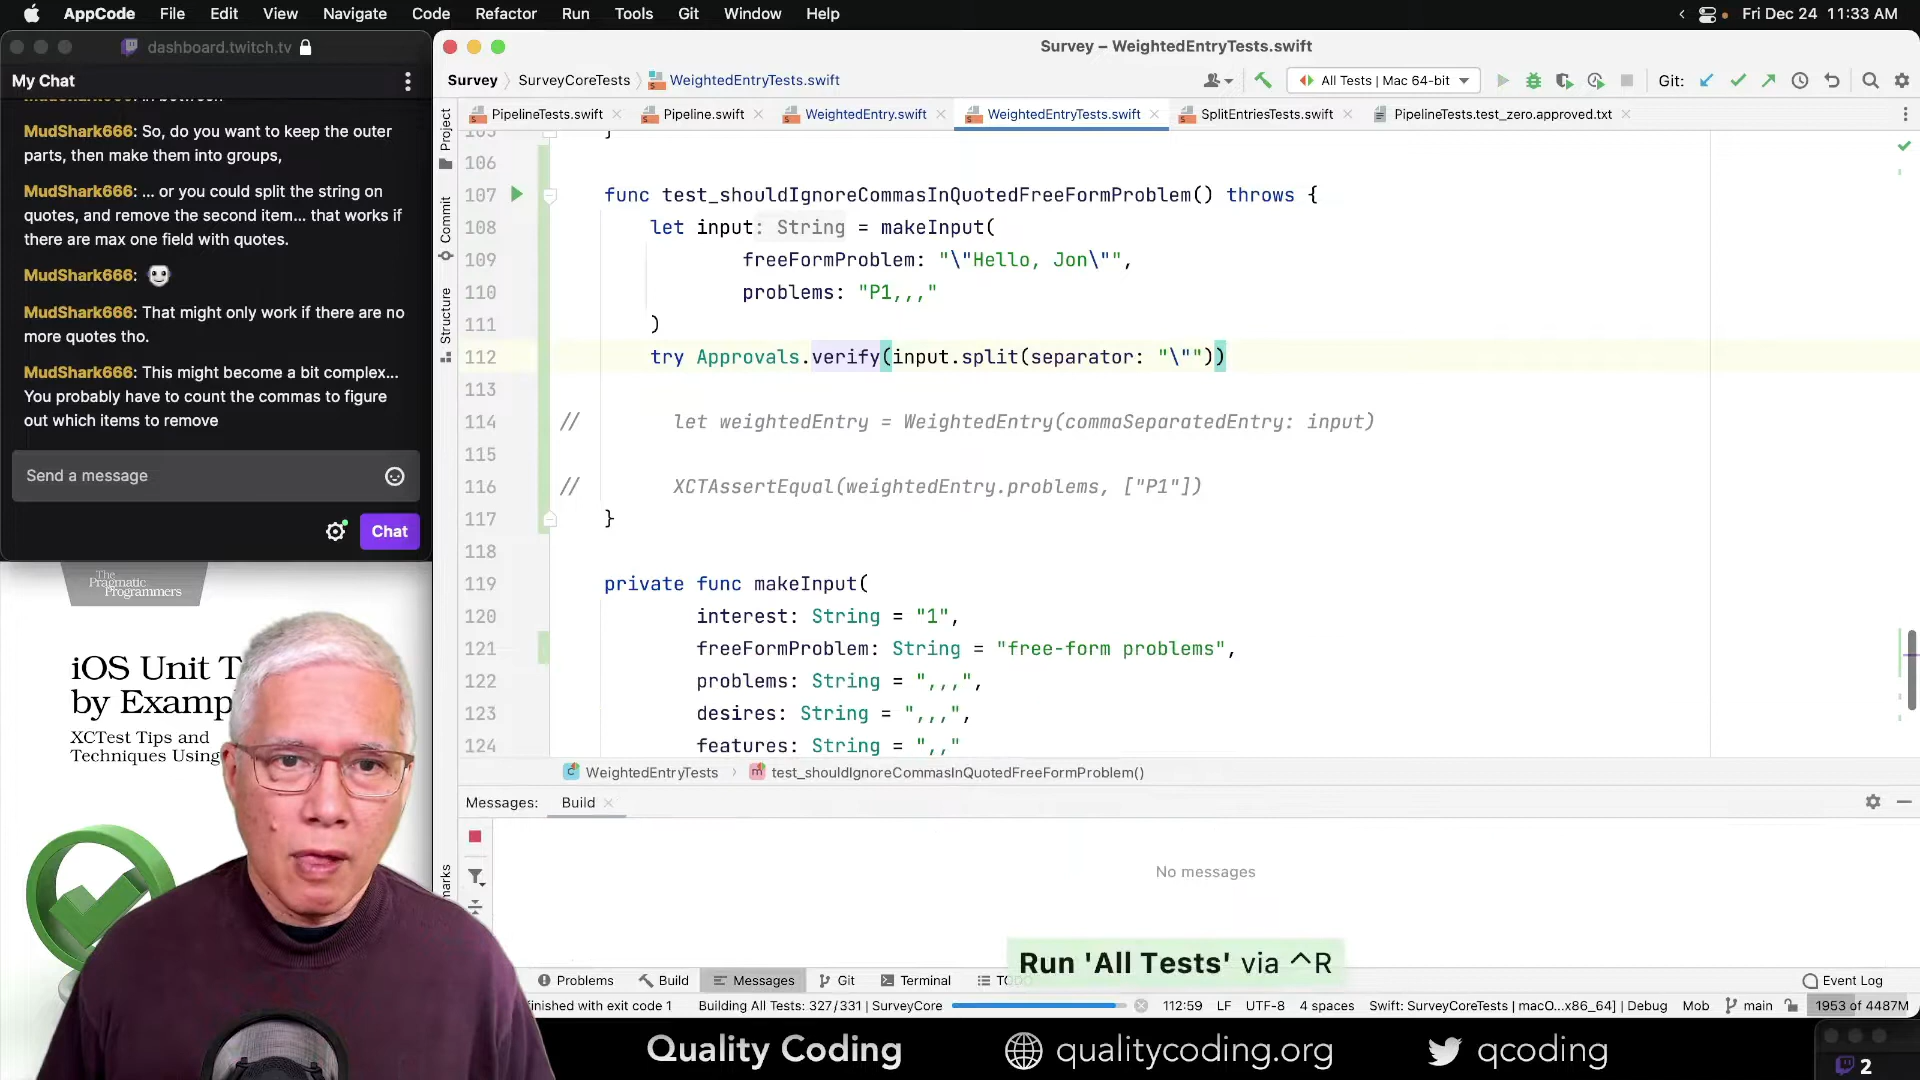 AppCode File Edit View Navigate Code Refactor Run Tools Git Window Help
Fri Dec 24 11:33 AM
dashboard.twitch.tv
My Chat
MudShark666: So, do you want to keep the outer
parts, then make them into groups,
MudShark666: ... or you could split the string on
quotes, and remove the second item... that works if
there are max one field with quotes.
MudShark666:
MudShark666: That might only work if there are no
more quotes tho.
MudShark666: This might become a bit complex...
You probably have to count the commas to figure
out which items to remove
Send a message
Chat
The
Pragmatic
Programmers
iOS Unit T
by Examp
XCTest Tips and
Techniques Using
Survey – WeightedEntryTests.swift
Survey SurveyCoreTests WeightedEntryTests.swift
All Tests | Mac 64-bit
Git:
PipelineTests.swift Pipeline.swift WeightedEntry.swift WeightedEntryTests.swift SplitEntriesTests.swift PipelineTests.test_zero.approved.txt
Project
Commit
Structure
105 }
106
107 func test_shouldIgnoreCommasInQuotedFreeFormProblem() throws {
108 let input: String = makeInput(
109 freeFormProblem: "\"Hello, Jon\"",
110 problems: "P1,,,"
111 )
112 try Approvals.verify(input.split(separator: "\""))
113
114 // let weightedEntry = WeightedEntry(commaSeparatedEntry: input)
115
116 // XCTAssertEqual(weightedEntry.problems, ["P1"])
117 }
118
119 private func makeInput(
120 interest: String = "1",
121 freeFormProblem: String = "free-form problems",
122 problems: String = ",,,",
123 desires: String = ",,,",
124 features: String = ",,"
WeightedEntryTests test_shouldIgnoreCommasInQuotedFreeFormProblem()
Messages: Build
marks
No messages
Run 'All Tests' via ^R
Problems Build Messages Git Terminal TODO Event Log
finished with exit code 1 Building All Tests: 327/331 | SurveyCore 112:59 LF UTF-8 4 spaces Swift: SurveyCoreTests | macO...x86_64] | Debug Mob main 1953 of 4487M
Quality Coding qualitycoding.org qcoding
2